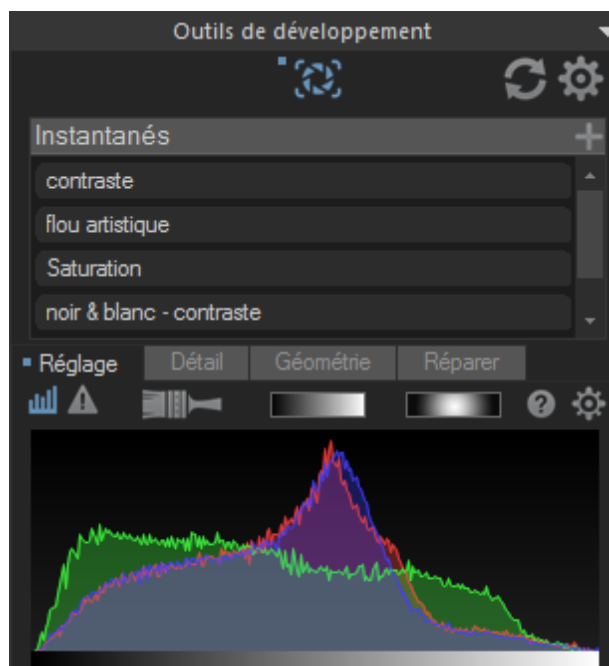 Outils de développement
Instantanés
contraste
flou artistique
Saturation
noir & blanc - contraste
Réglage Détail Géométrie Réparer
?